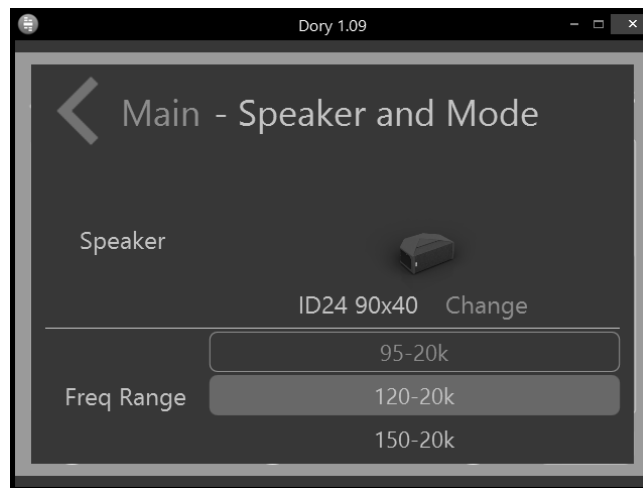 Dory 1.09
Main - Speaker and Mode
Speaker
ID24 90x40 Change
95-20k
Freq Range 120-20k
150-20k